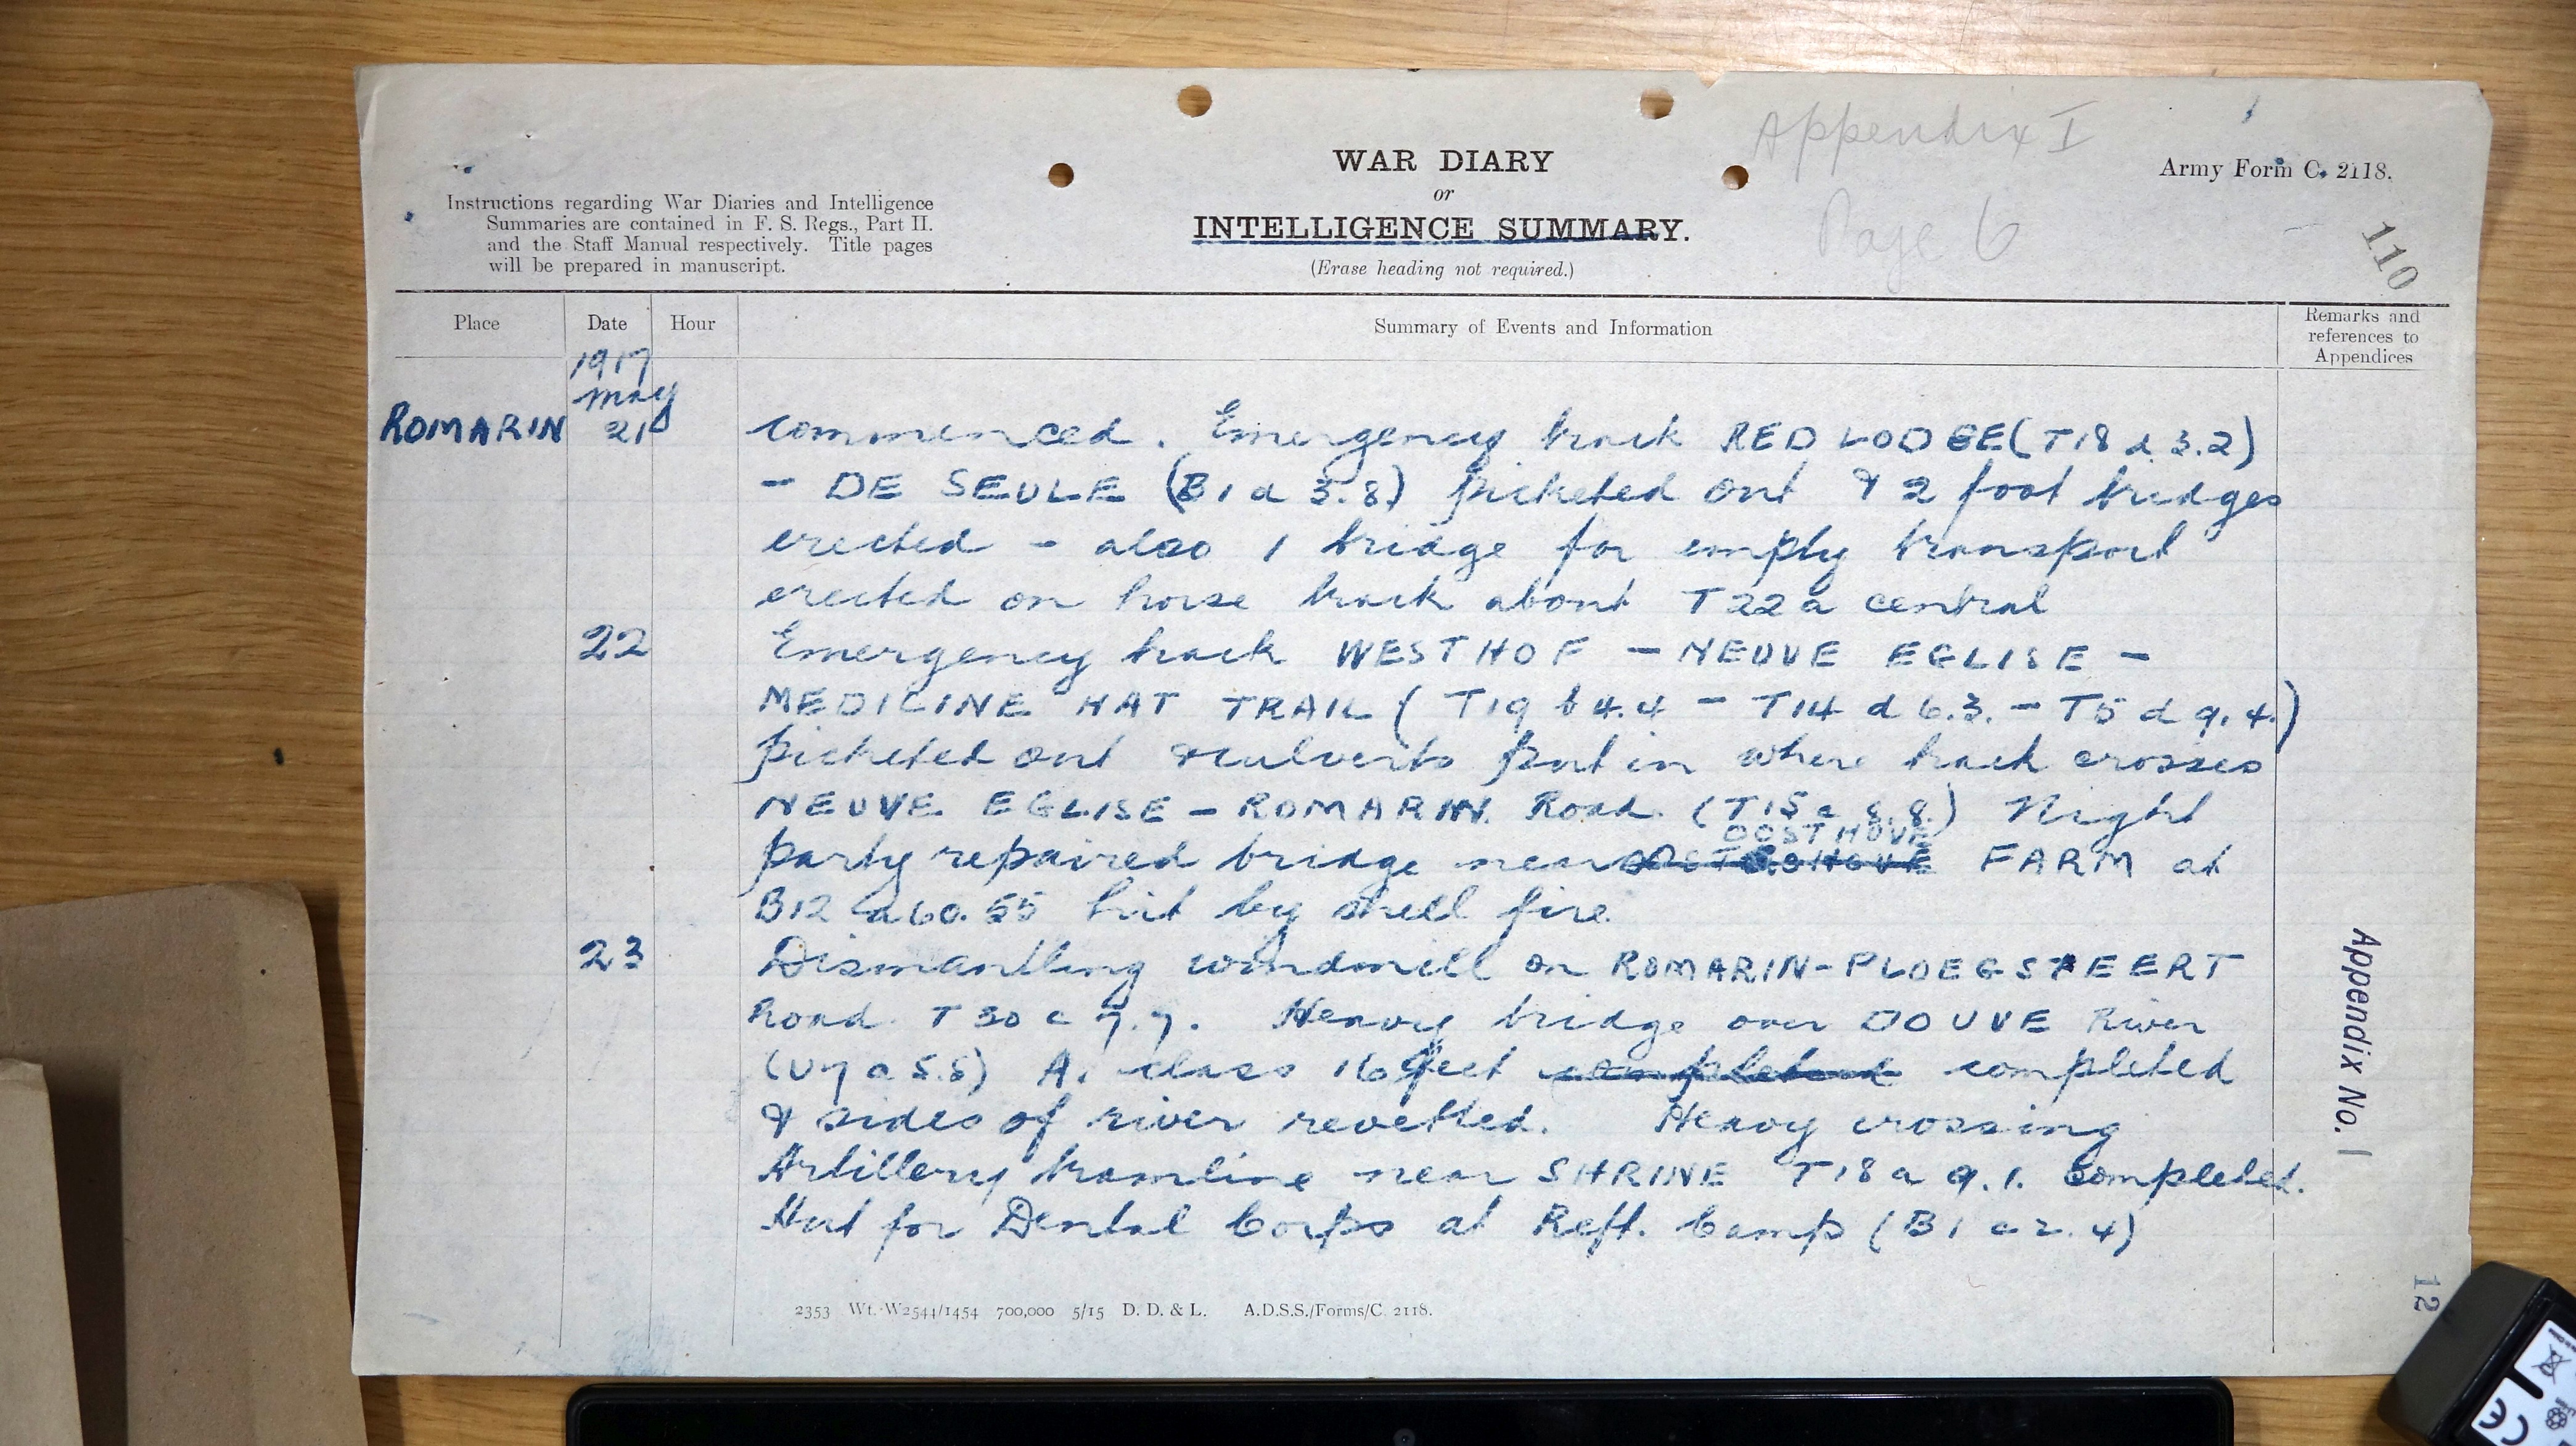 Appendix I
Page 6
110
Army Form C. 2118.
WAR DIARY
or
INTELLIGENCE SUMMARY.
(Erase heading not required.)
Instructions regarding War Diaries and Intelligence
Summaries are contained in F. S. Regs., Part II.
and the Staff Manual respectively. Title pages
will be prepared in manuscript.
Place Date Hour Summary of Events and Information Remarks and references to Appendices
1917
May
ROMARIN 21 commenced. Emergency track RED LODGE (T18 d 3.2)
- DE SEULE (B1 a 3.8) picketed out & 2 foot bridges
erected - also 1 bridge for empty transport
erected on horse track about T22a central
22 Emergency track WESTHOF - NEUVE EGLISE -
MEDICINE HAT TRAIL (T19 b 4.4 - T14 d 6.3. - T5 d 9.4.)
picketed out & culverts put in where track crosses
NEUVE EGLISE - ROMARIN Road. (T15 c 8.8.) Night
OOSTHOVE
party repaired bridge near FARM at
B12 a 60.55 hit by shell fire.
23 Dismantling windmill on ROMARIN-PLOEGSTEERT
Road T30 c 7.7. Heavy bridge over DOUVE River
(U7 a 5.5) A. class 16 feet completed completed
& sides of river revetted. Heavy crossing
Artillery tramline near SHRINE T18 a 9.1. Completed.
Hut for Dental Corps at Reft. Camp (B1 c 2.4)
Appendix No. 1
12
2353 Wt. W2544/1454 700,000 5/15 D. D. & L. A.D.S.S./Forms/C. 2118.